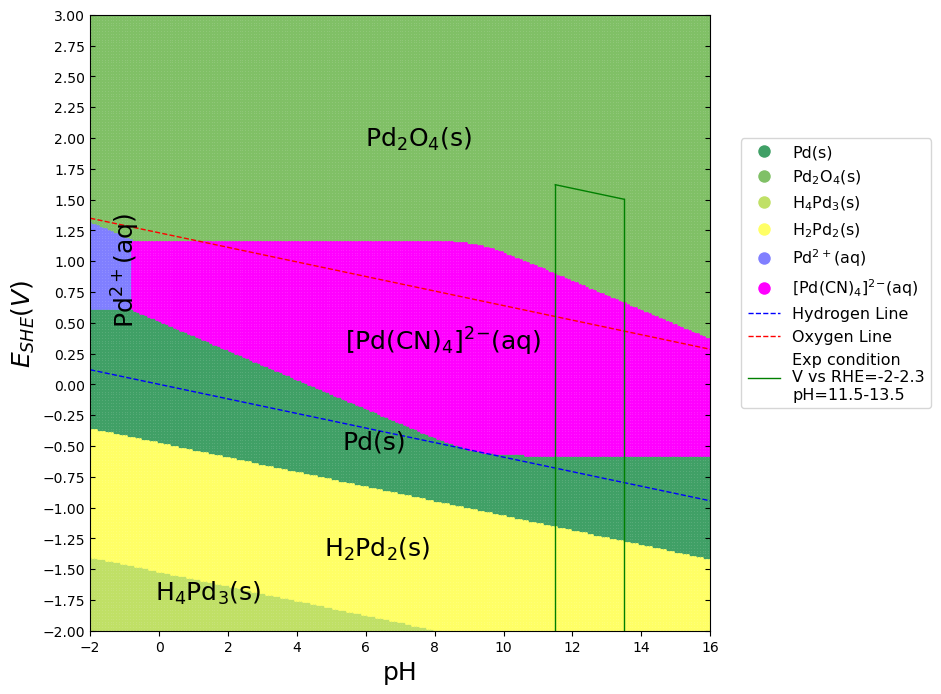 3.00
2.75
2.50
2.25
2.00
1.75
1.50
1.25
1.00
0.75
0.50
0.25
0.00
−0.25
−0.50
−0.75
−1.00
−1.25
−1.50
−1.75
−2.00
E_SHE(V)
Pd₂O₄(s)
Pd²⁺(aq)
[Pd(CN)₄]²⁻(aq)
Pd(s)
H₂Pd₂(s)
H₄Pd₃(s)
−2 0 2 4 6 8 10 12 14 16
pH
Pd(s)
Pd₂O₄(s)
H₄Pd₃(s)
H₂Pd₂(s)
Pd²⁺(aq)
[Pd(CN)₄]²⁻(aq)
Hydrogen Line
Oxygen Line
Exp condition
V vs RHE=-2-2.3
pH=11.5-13.5